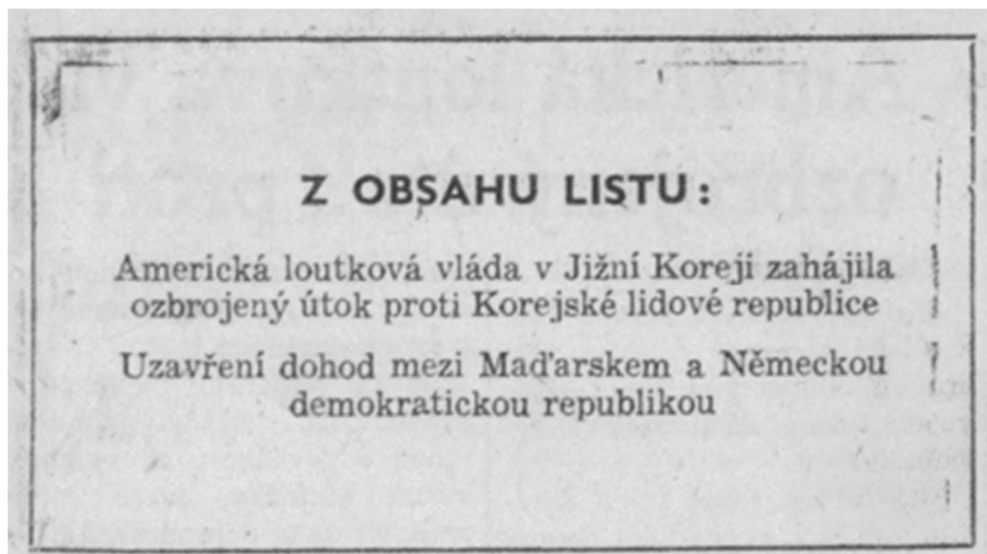 Z OBSAHU LISTU:
Americká loutková vláda v Jižní Koreji zahájila
ozbrojený útok proti Korejské lidové republice
Uzavření dohod mezi Maďarskem a Německou
demokratickou republikou